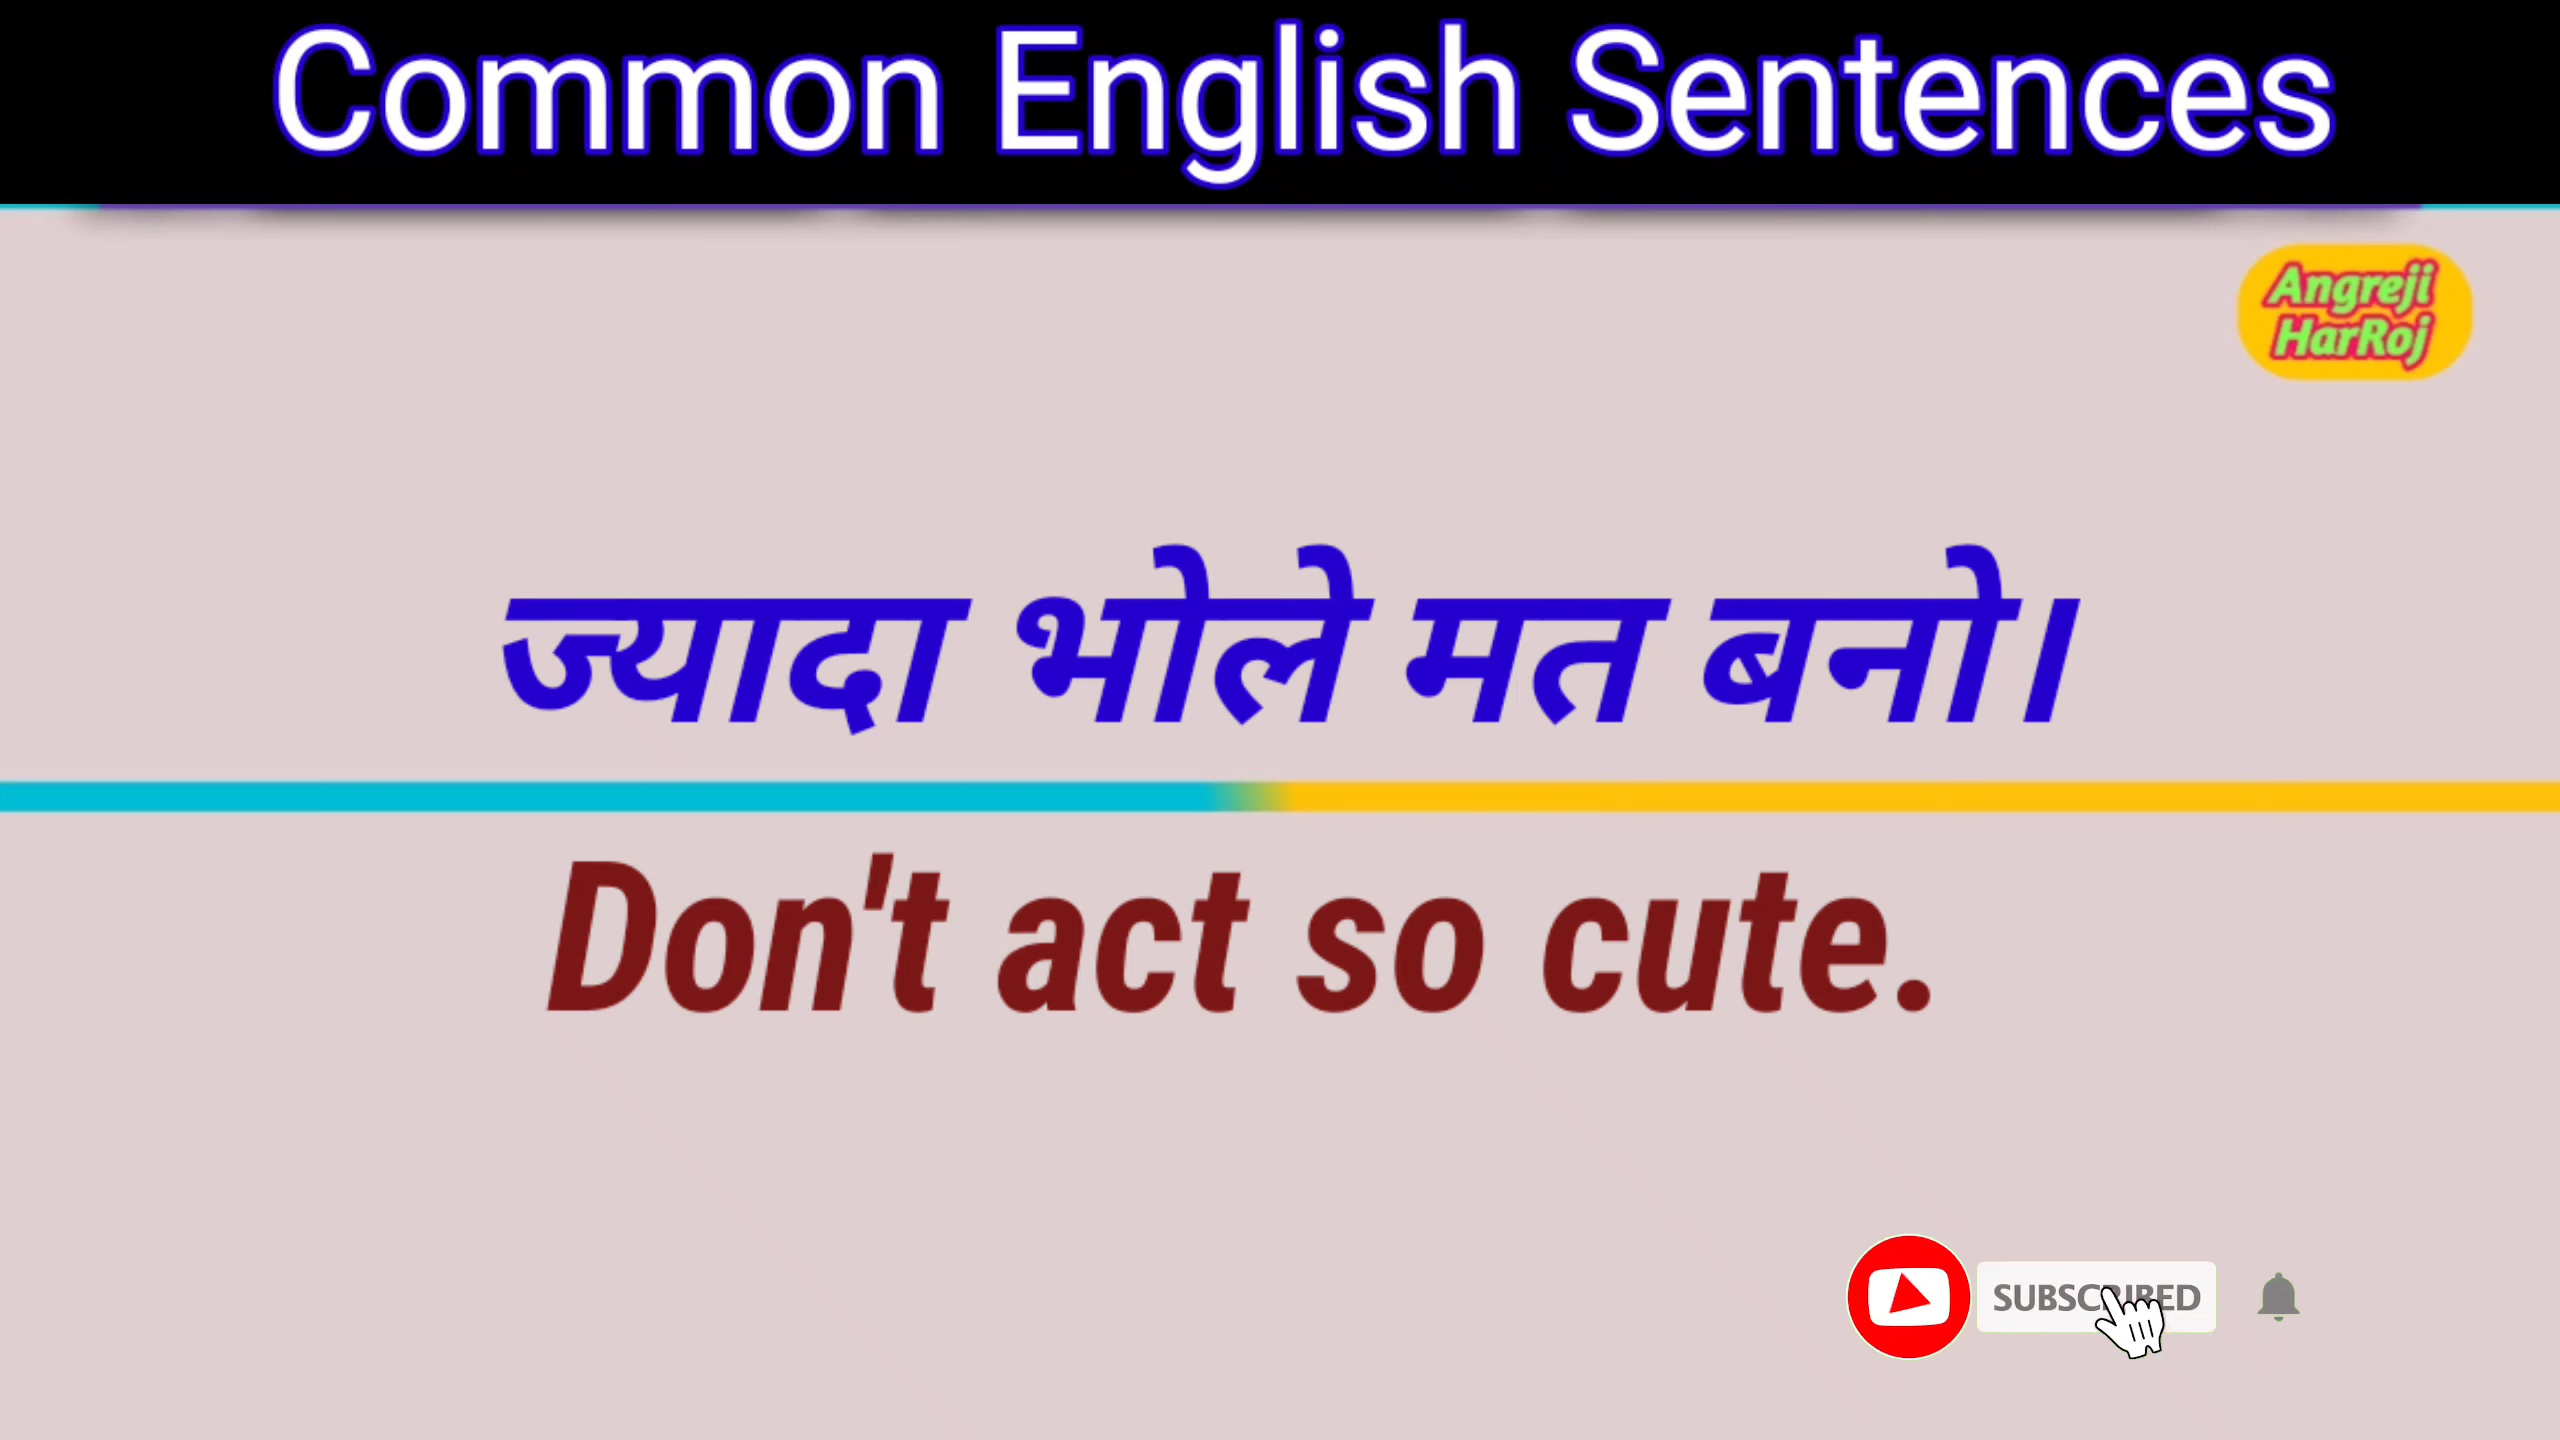 Common English Sentences
Angreji
HarRoj
ज्यादा भोले मत बनो।
Don't act so cute.
SUBSCRIBED